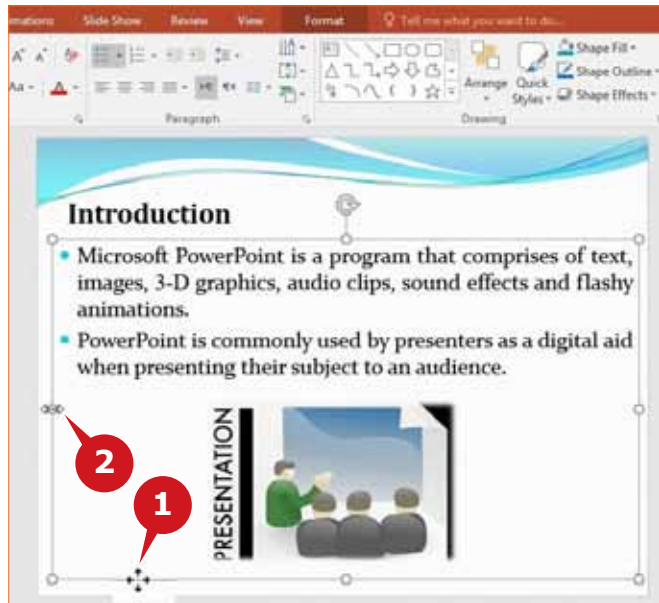 mations Slide Show Review View Format Tell me what you want to do...
Shape Fill
Aa A Arrange Quick Shape Outline
Styles Shape Effects
Paragraph Drawing
Introduction
• Microsoft PowerPoint is a program that comprises of text,
images, 3-D graphics, audio clips, sound effects and flashy
animations.
• PowerPoint is commonly used by presenters as a digital aid
when presenting their subject to an audience.
PRESENTATION
2
1